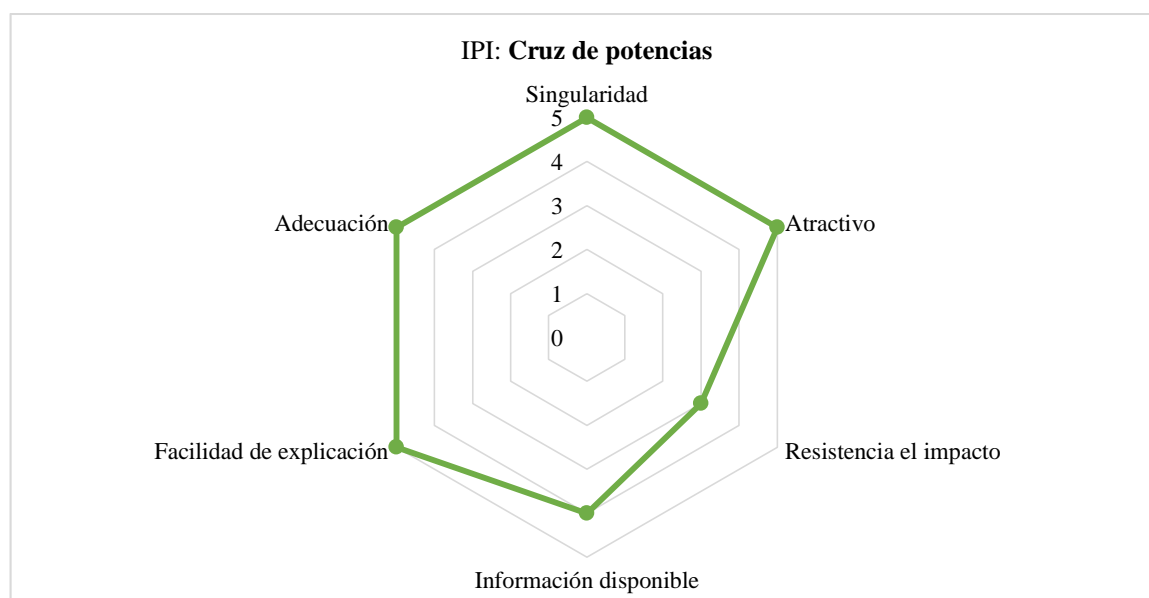 IPI: Cruz de potencias
Singularidad
5
4
3
2
1
0
Adecuación
Atractivo
Facilidad de explicación
Resistencia el impacto
Información disponible